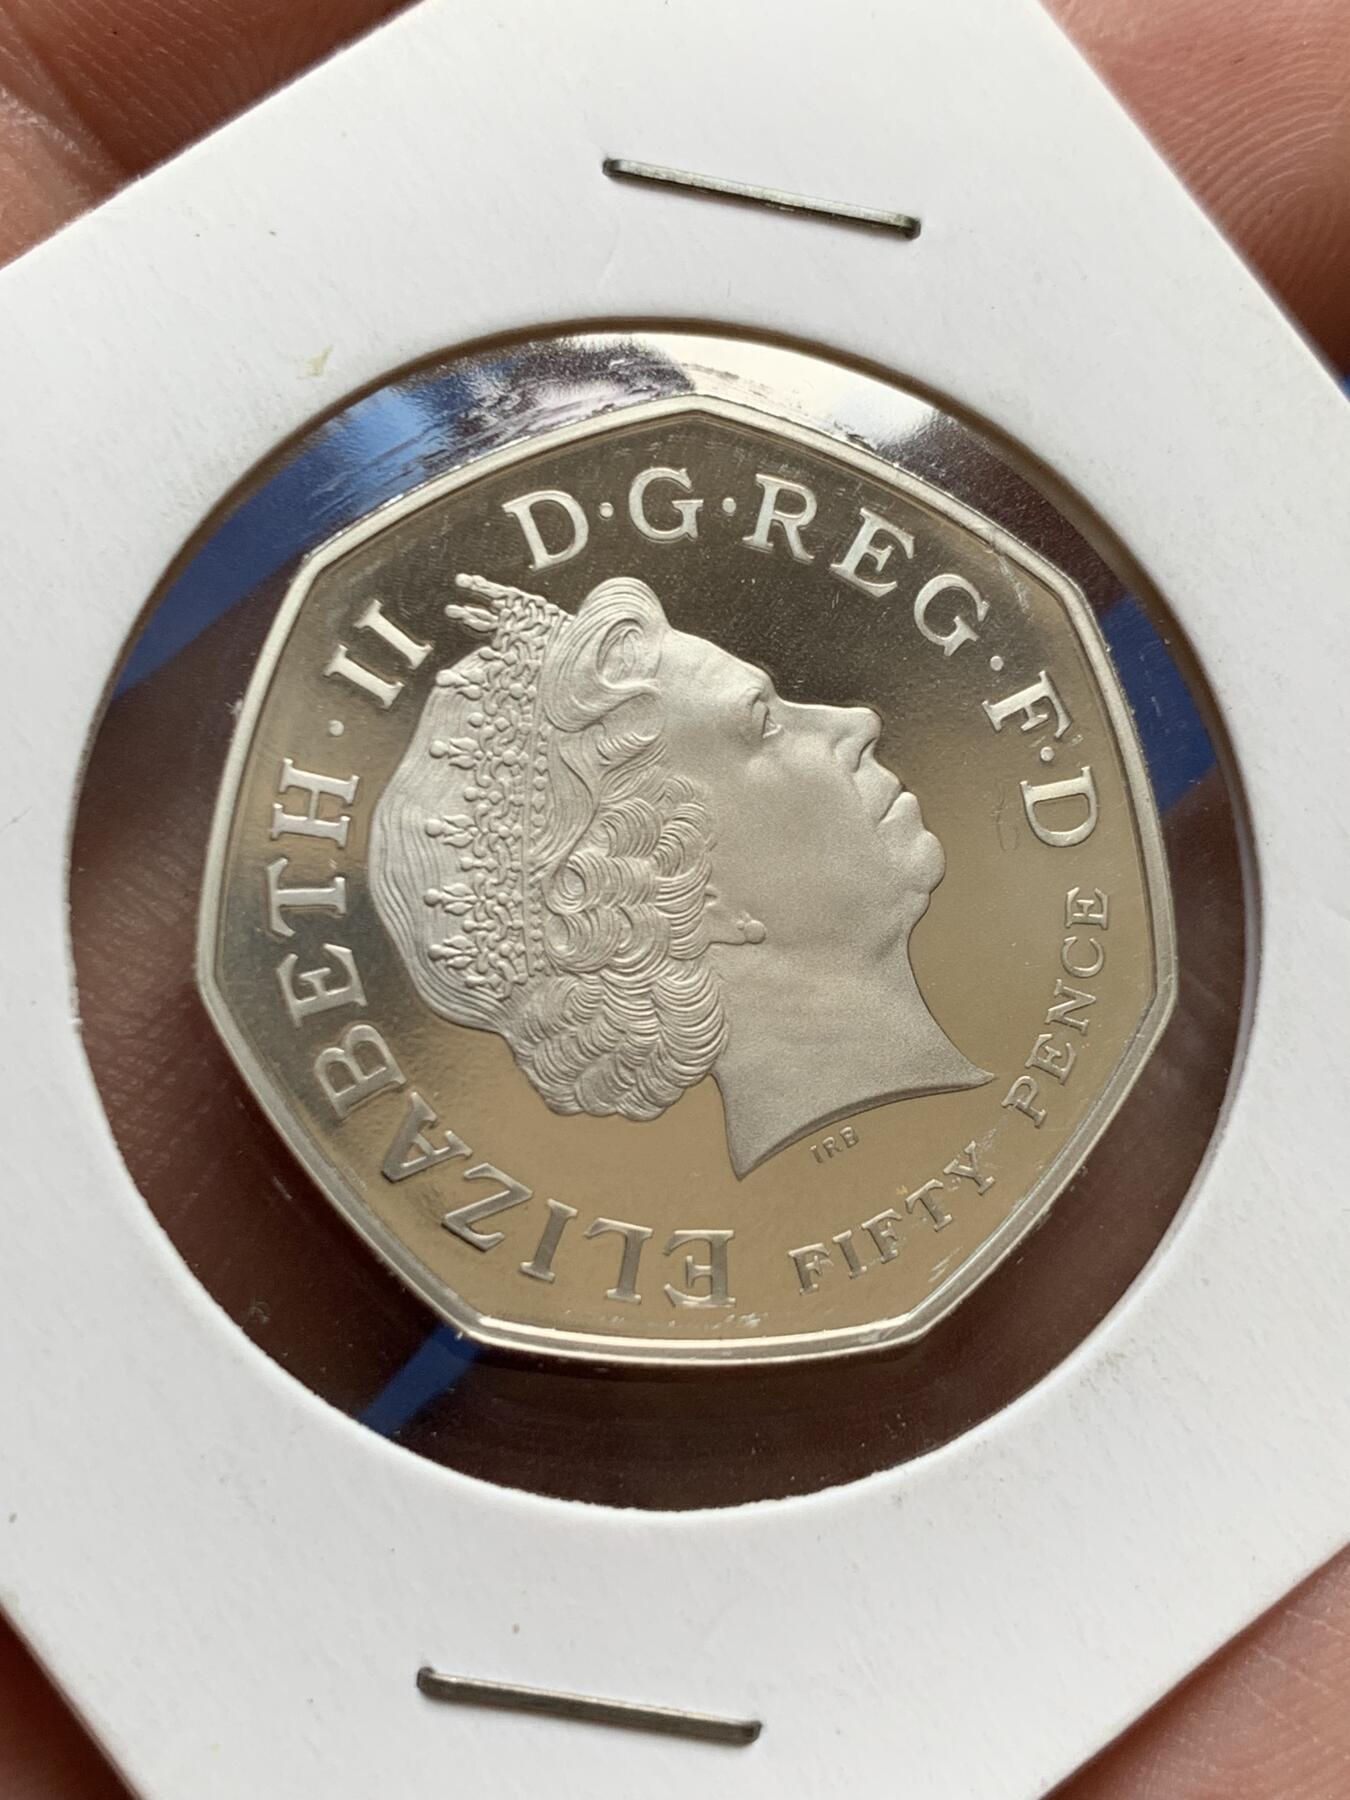 ELIZABETH · II D · G · REG · F · D
FIFTY PENCE
IRB